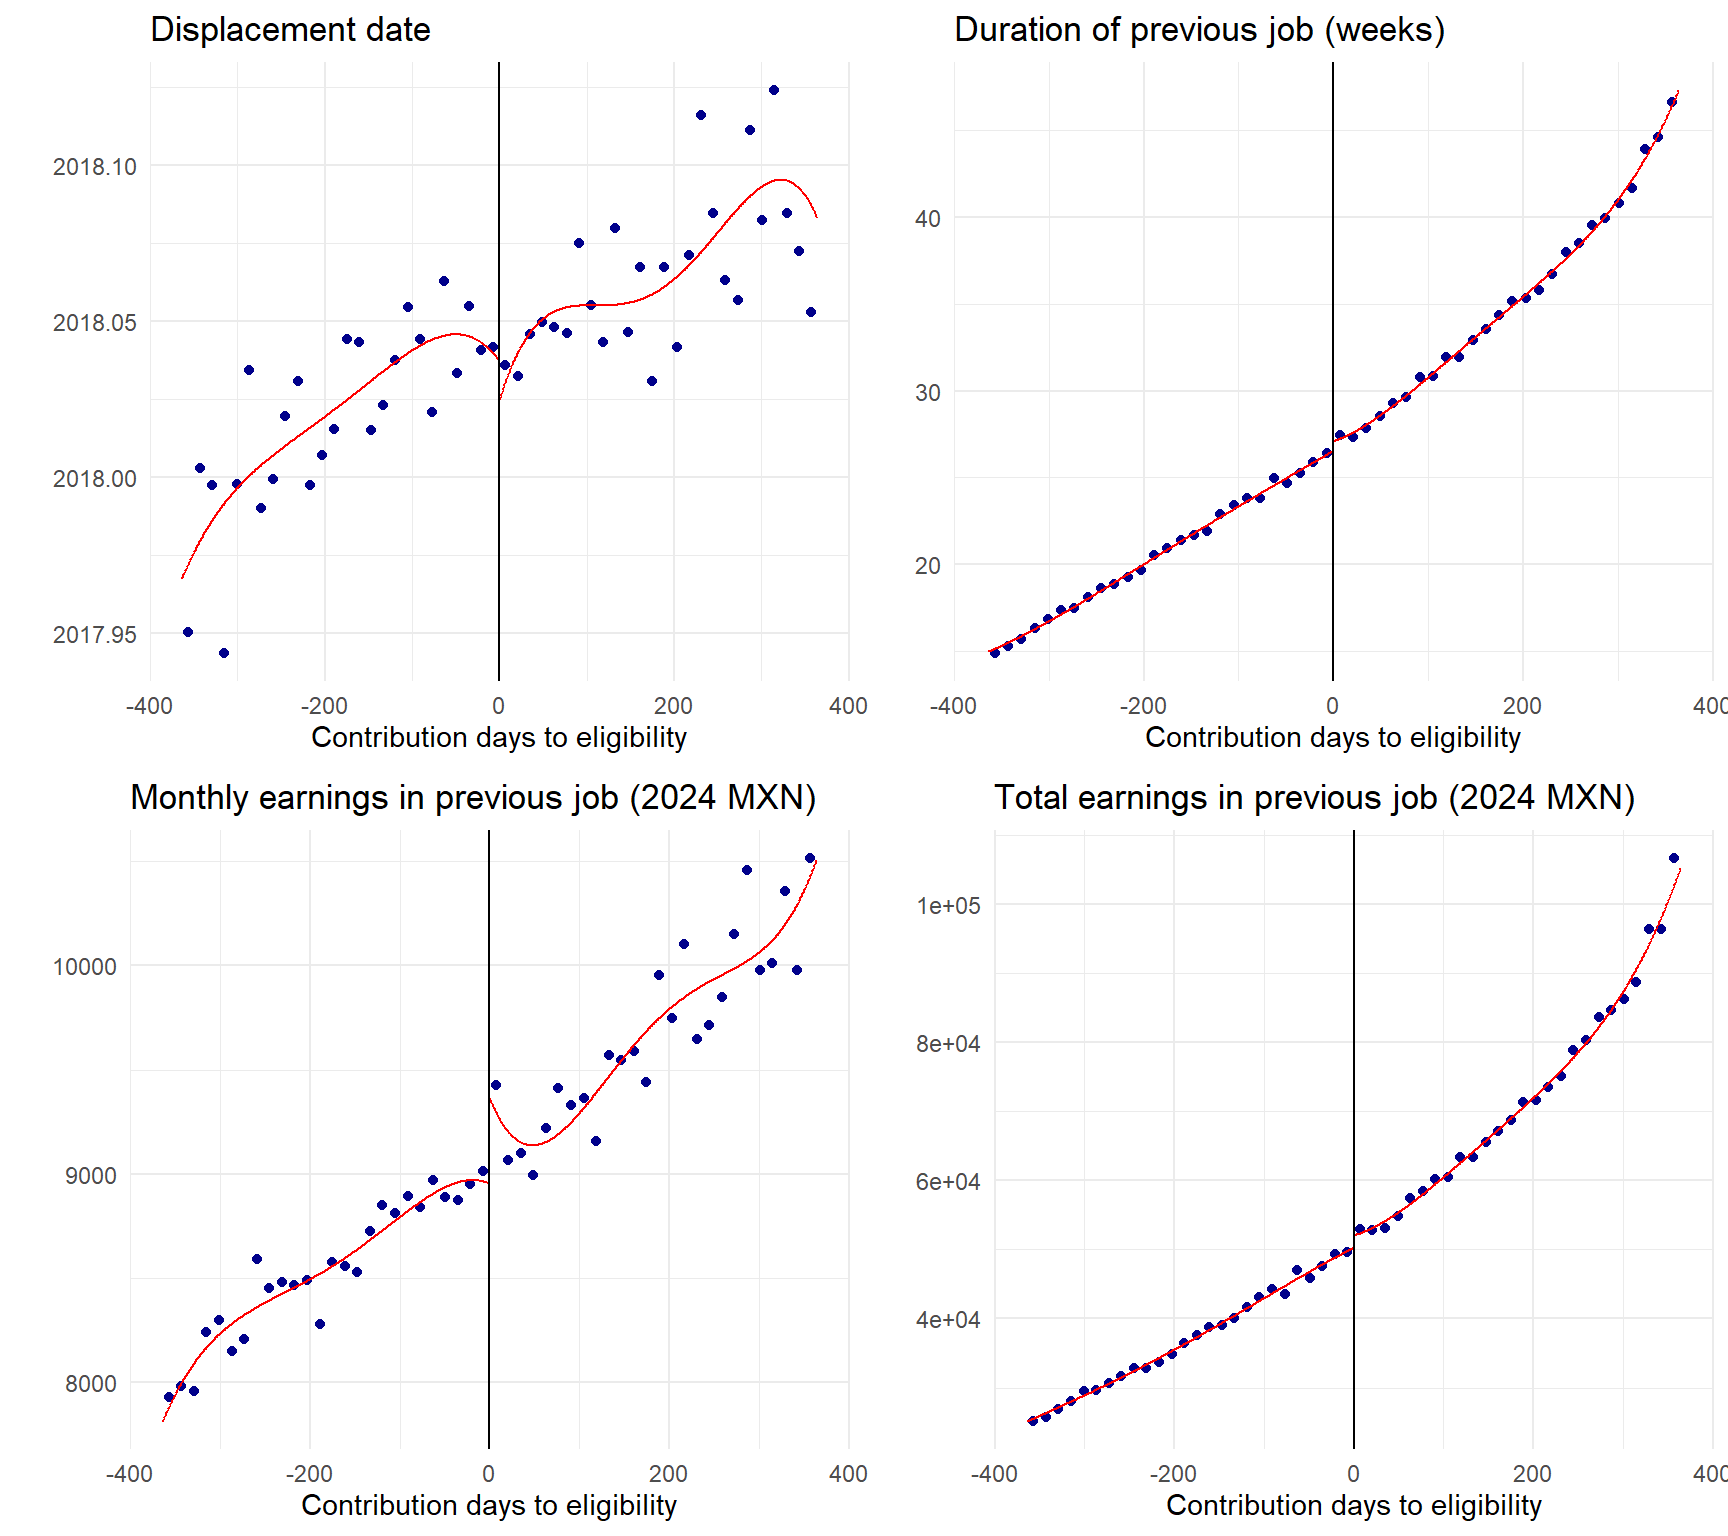 Displacement date
2018.10
2018.05
2018.00
2017.95
-400 -200 0 200 400
Contribution days to eligibility
Duration of previous job (weeks)
40
30
20
-400 -200 0 200 400
Contribution days to eligibility
Monthly earnings in previous job (2024 MXN)
10000
9000
8000
-400 -200 0 200 400
Contribution days to eligibility
Total earnings in previous job (2024 MXN)
1e+05
8e+04
6e+04
4e+04
-400 -200 0 200 400
Contribution days to eligibility